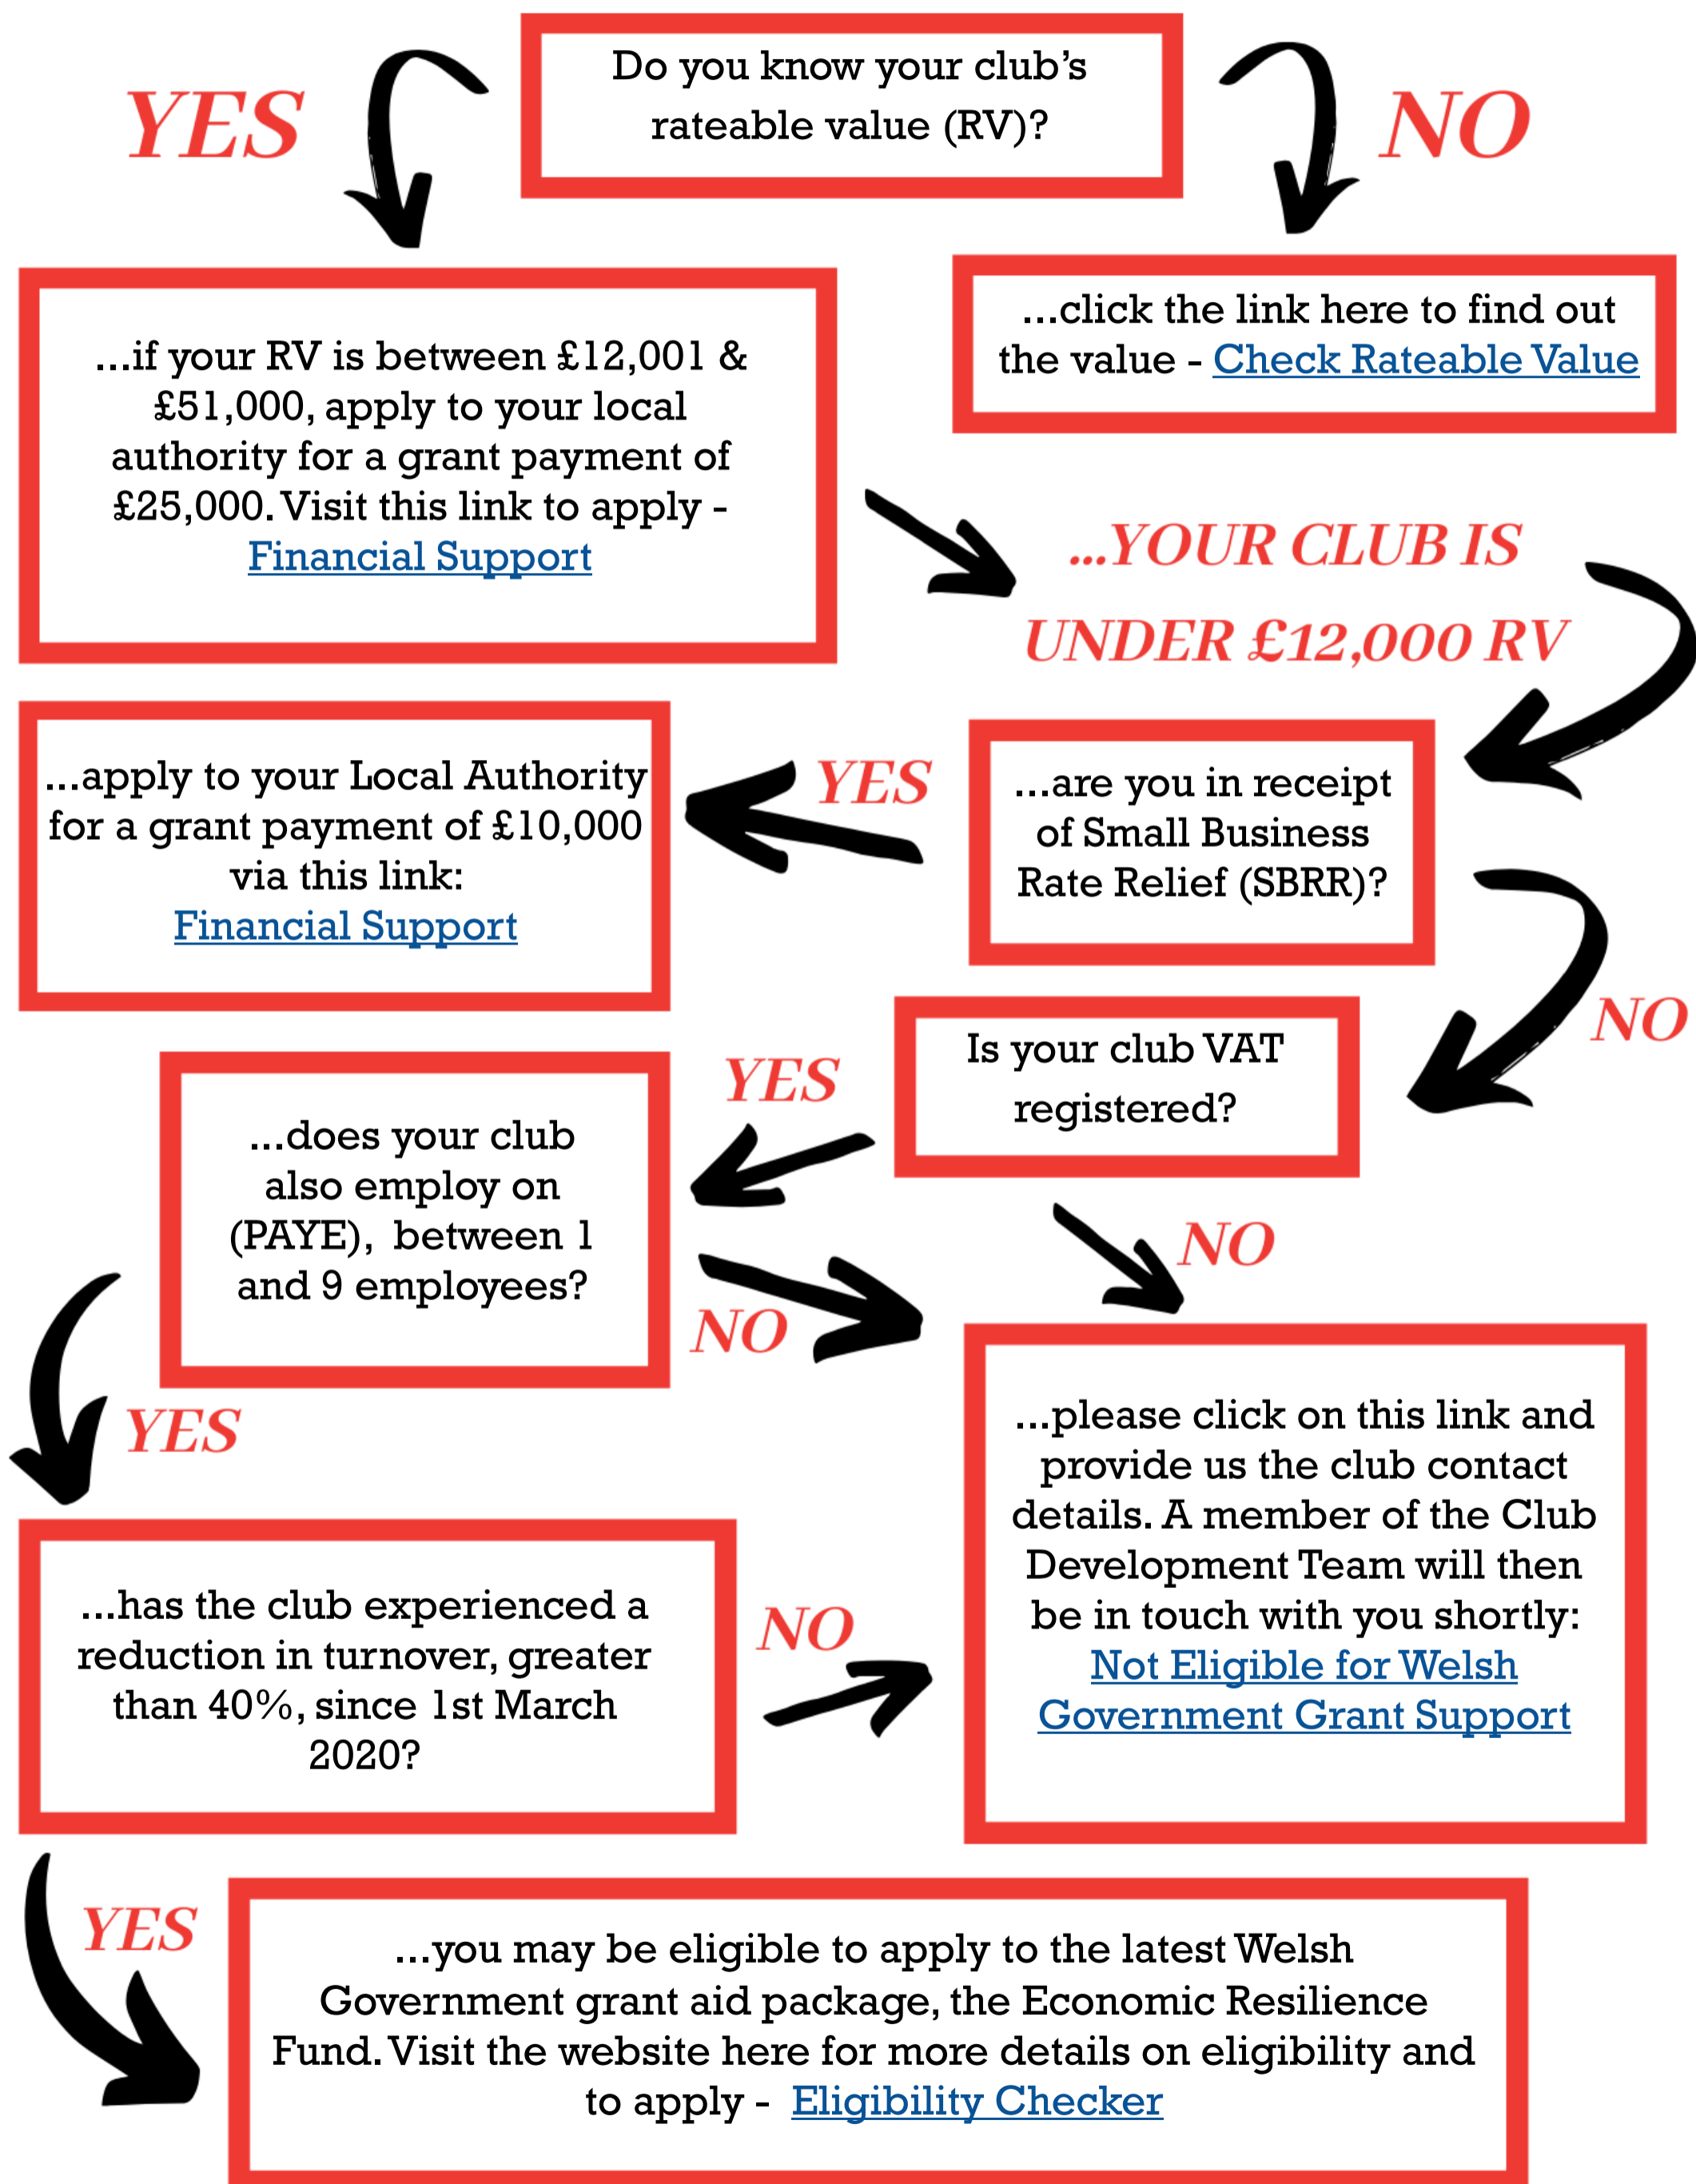 Do you know your club's
rateable value (RV)?
YES
NO
...if your RV is between £12,001 &
£51,000, apply to your local
authority for a grant payment of
£25,000. Visit this link to apply -
Financial Support
...click the link here to find out
the value - Check Rateable Value
...YOUR CLUB IS
UNDER £12,000 RV
...are you in receipt
of Small Business
Rate Relief (SBRR)?
YES
...apply to your Local Authority
for a grant payment of £10,000
via this link:
Financial Support
NO
Is your club VAT
registered?
YES
NO
...does your club
also employ on
(PAYE), between 1
and 9 employees?
NO
YES
...please click on this link and
provide us the club contact
details. A member of the Club
Development Team will then
be in touch with you shortly:
Not Eligible for Welsh
Government Grant Support
...has the club experienced a
reduction in turnover, greater
than 40%, since 1st March
2020?
NO
YES
...you may be eligible to apply to the latest Welsh
Government grant aid package, the Economic Resilience
Fund. Visit the website here for more details on eligibility and
to apply - Eligibility Checker